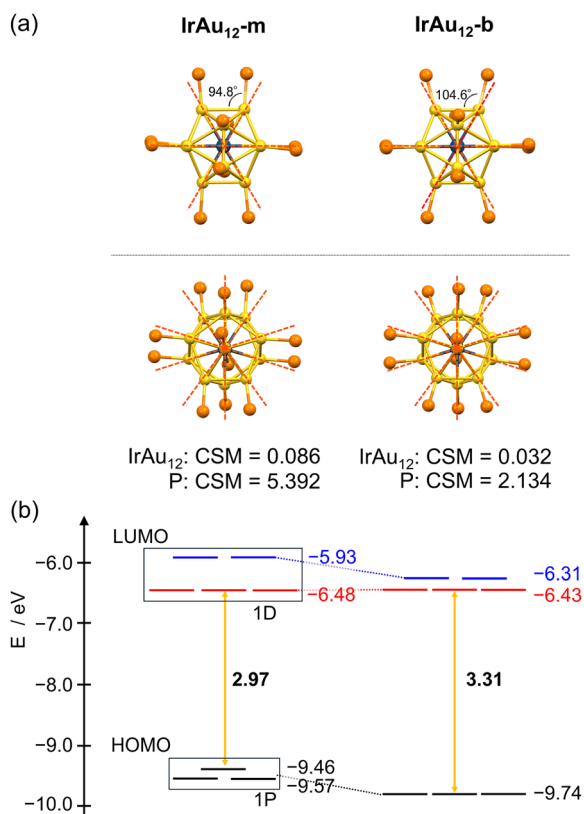 (a)
IrAu₁₂-m
IrAu₁₂-b
94.8°
104.6°
IrAu₁₂: CSM = 0.086
P: CSM = 5.392
IrAu₁₂: CSM = 0.032
P: CSM = 2.134
(b)
E / eV
−6.0
−7.0
−8.0
−9.0
−10.0
LUMO
−5.93
−6.48
1D
−6.31
−6.43
2.97
3.31
HOMO
−9.46
−9.57
1P
−9.74